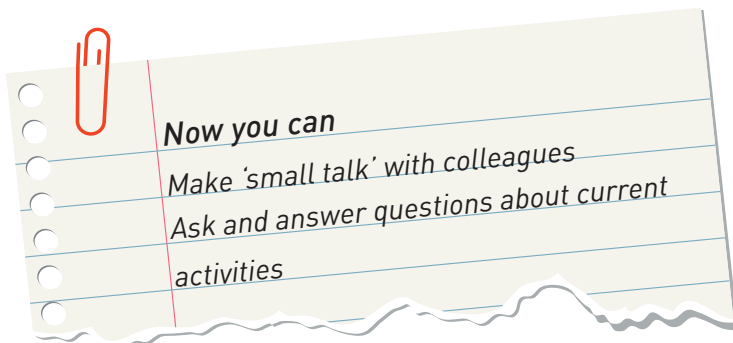 Now you can
Make ‘small talk’ with colleagues
Ask and answer questions about current
activities